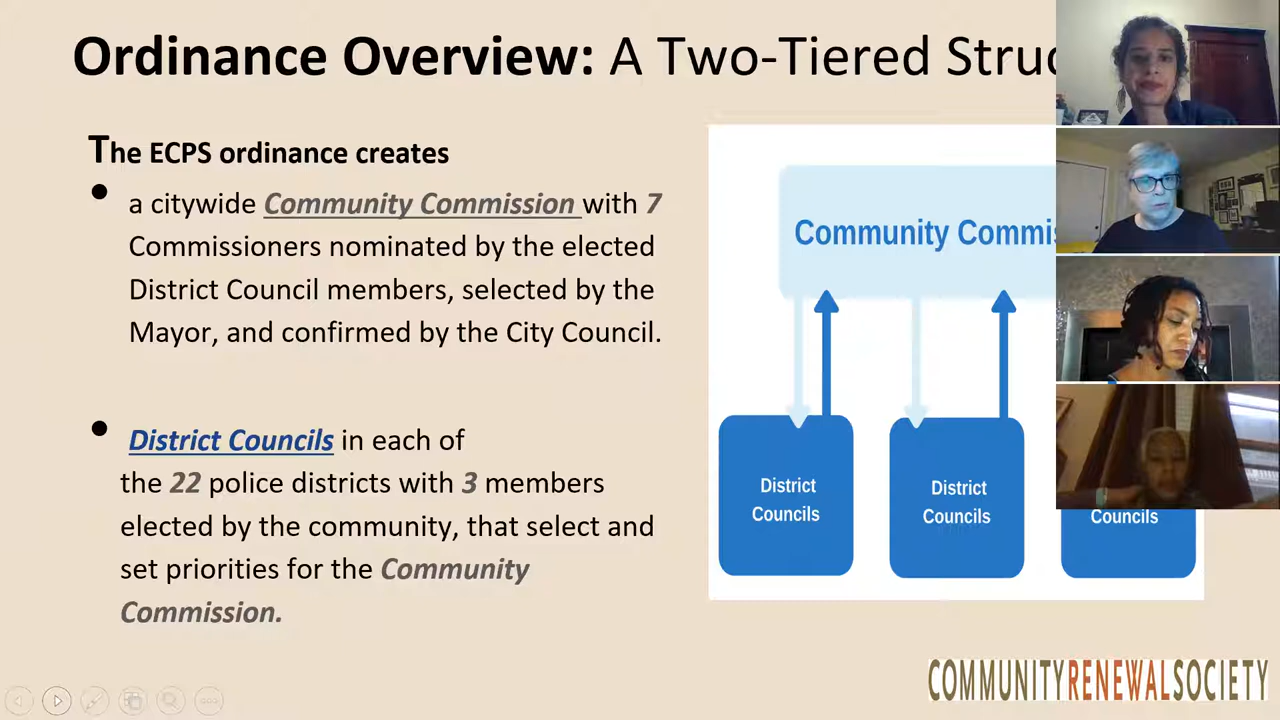 Ordinance Overview: A Two-Tiered Struc
The ECPS ordinance creates
• a citywide Community Commission with 7
Commissioners nominated by the elected
District Council members, selected by the
Mayor, and confirmed by the City Council.
• District Councils in each of
the 22 police districts with 3 members
elected by the community, that select and
set priorities for the Community
Commission.
Community Commis
District
Councils
District
Councils
Councils
COMMUNITYRENEWALSOCIETY